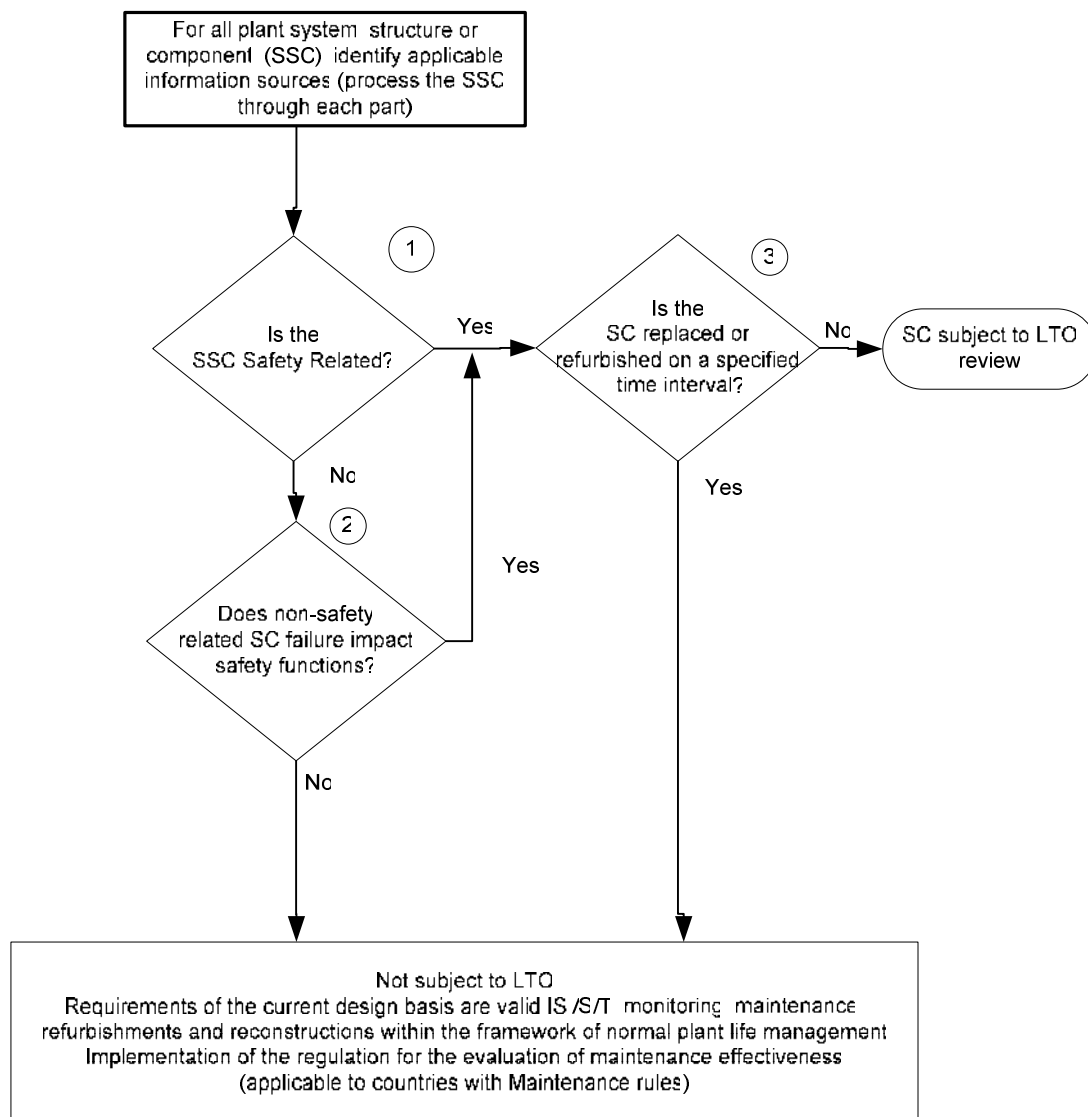 For all plant system structure or
component (SSC) identify applicable
information sources (process the SSC
through each part)
1
Is the
SSC Safety Related?
Yes
3
Is the
SC replaced or
refurbished on a specified
time interval?
No
SC subject to LTO
review
No
Yes
2
Does non-safety
related SC failure impact
safety functions?
Yes
No
Not subject to LTO
Requirements of the current design basis are valid IS /S/T monitoring maintenance
refurbishments and reconstructions within the framework of normal plant life management
Implementation of the regulation for the evaluation of maintenance effectiveness
(applicable to countries with Maintenance rules)